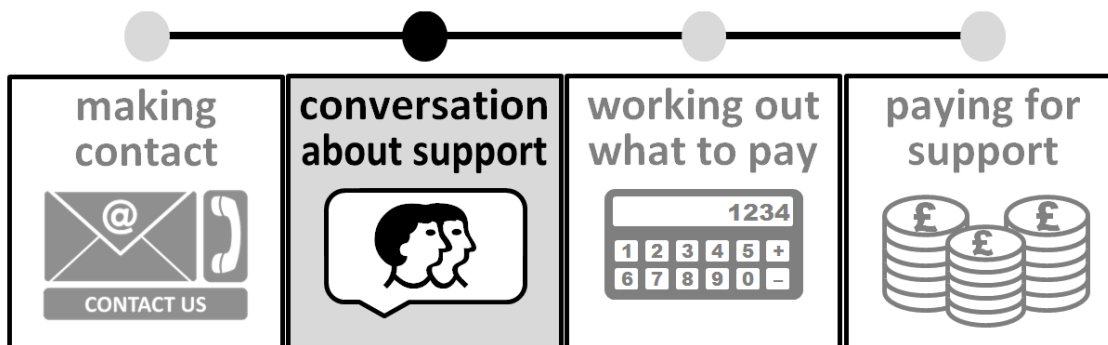 making
contact
@
CONTACT US
conversation
about support
working out
what to pay
1234
1 2 3 4 5 +
6 7 8 9 0 –
paying for
support
£ £ £